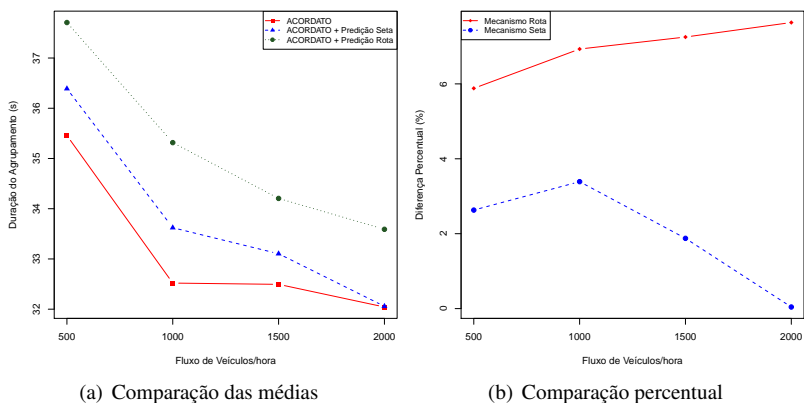 ACORDATO
ACORDATO + Predição Seta
ACORDATO + Predição Rota
Duração do Agrupamento (s)
37
36
35
34
33
32
500 1000 1500 2000
Fluxo de Veículos/hora
(a) Comparação das médias
Mecanismo Rota
Mecanismo Seta
Diferença Percentual (%)
6
4
2
0
500 1000 1500 2000
Fluxo de Veículos/hora
(b) Comparação percentual